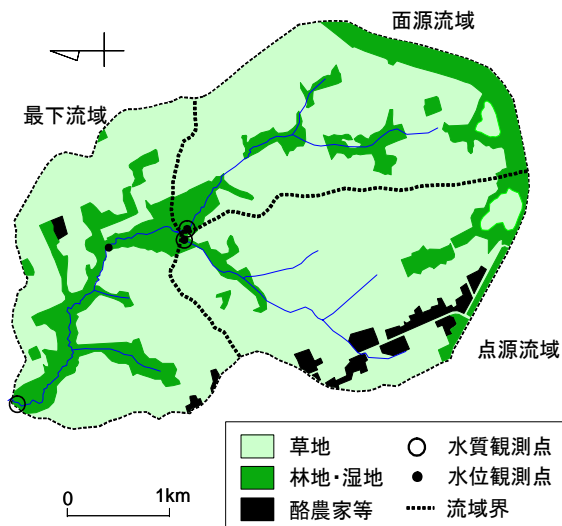 面源流域
最下流域
点源流域
草地
水質観測点
林地・湿地
水位観測点
酪農家等
流域界
0 1km